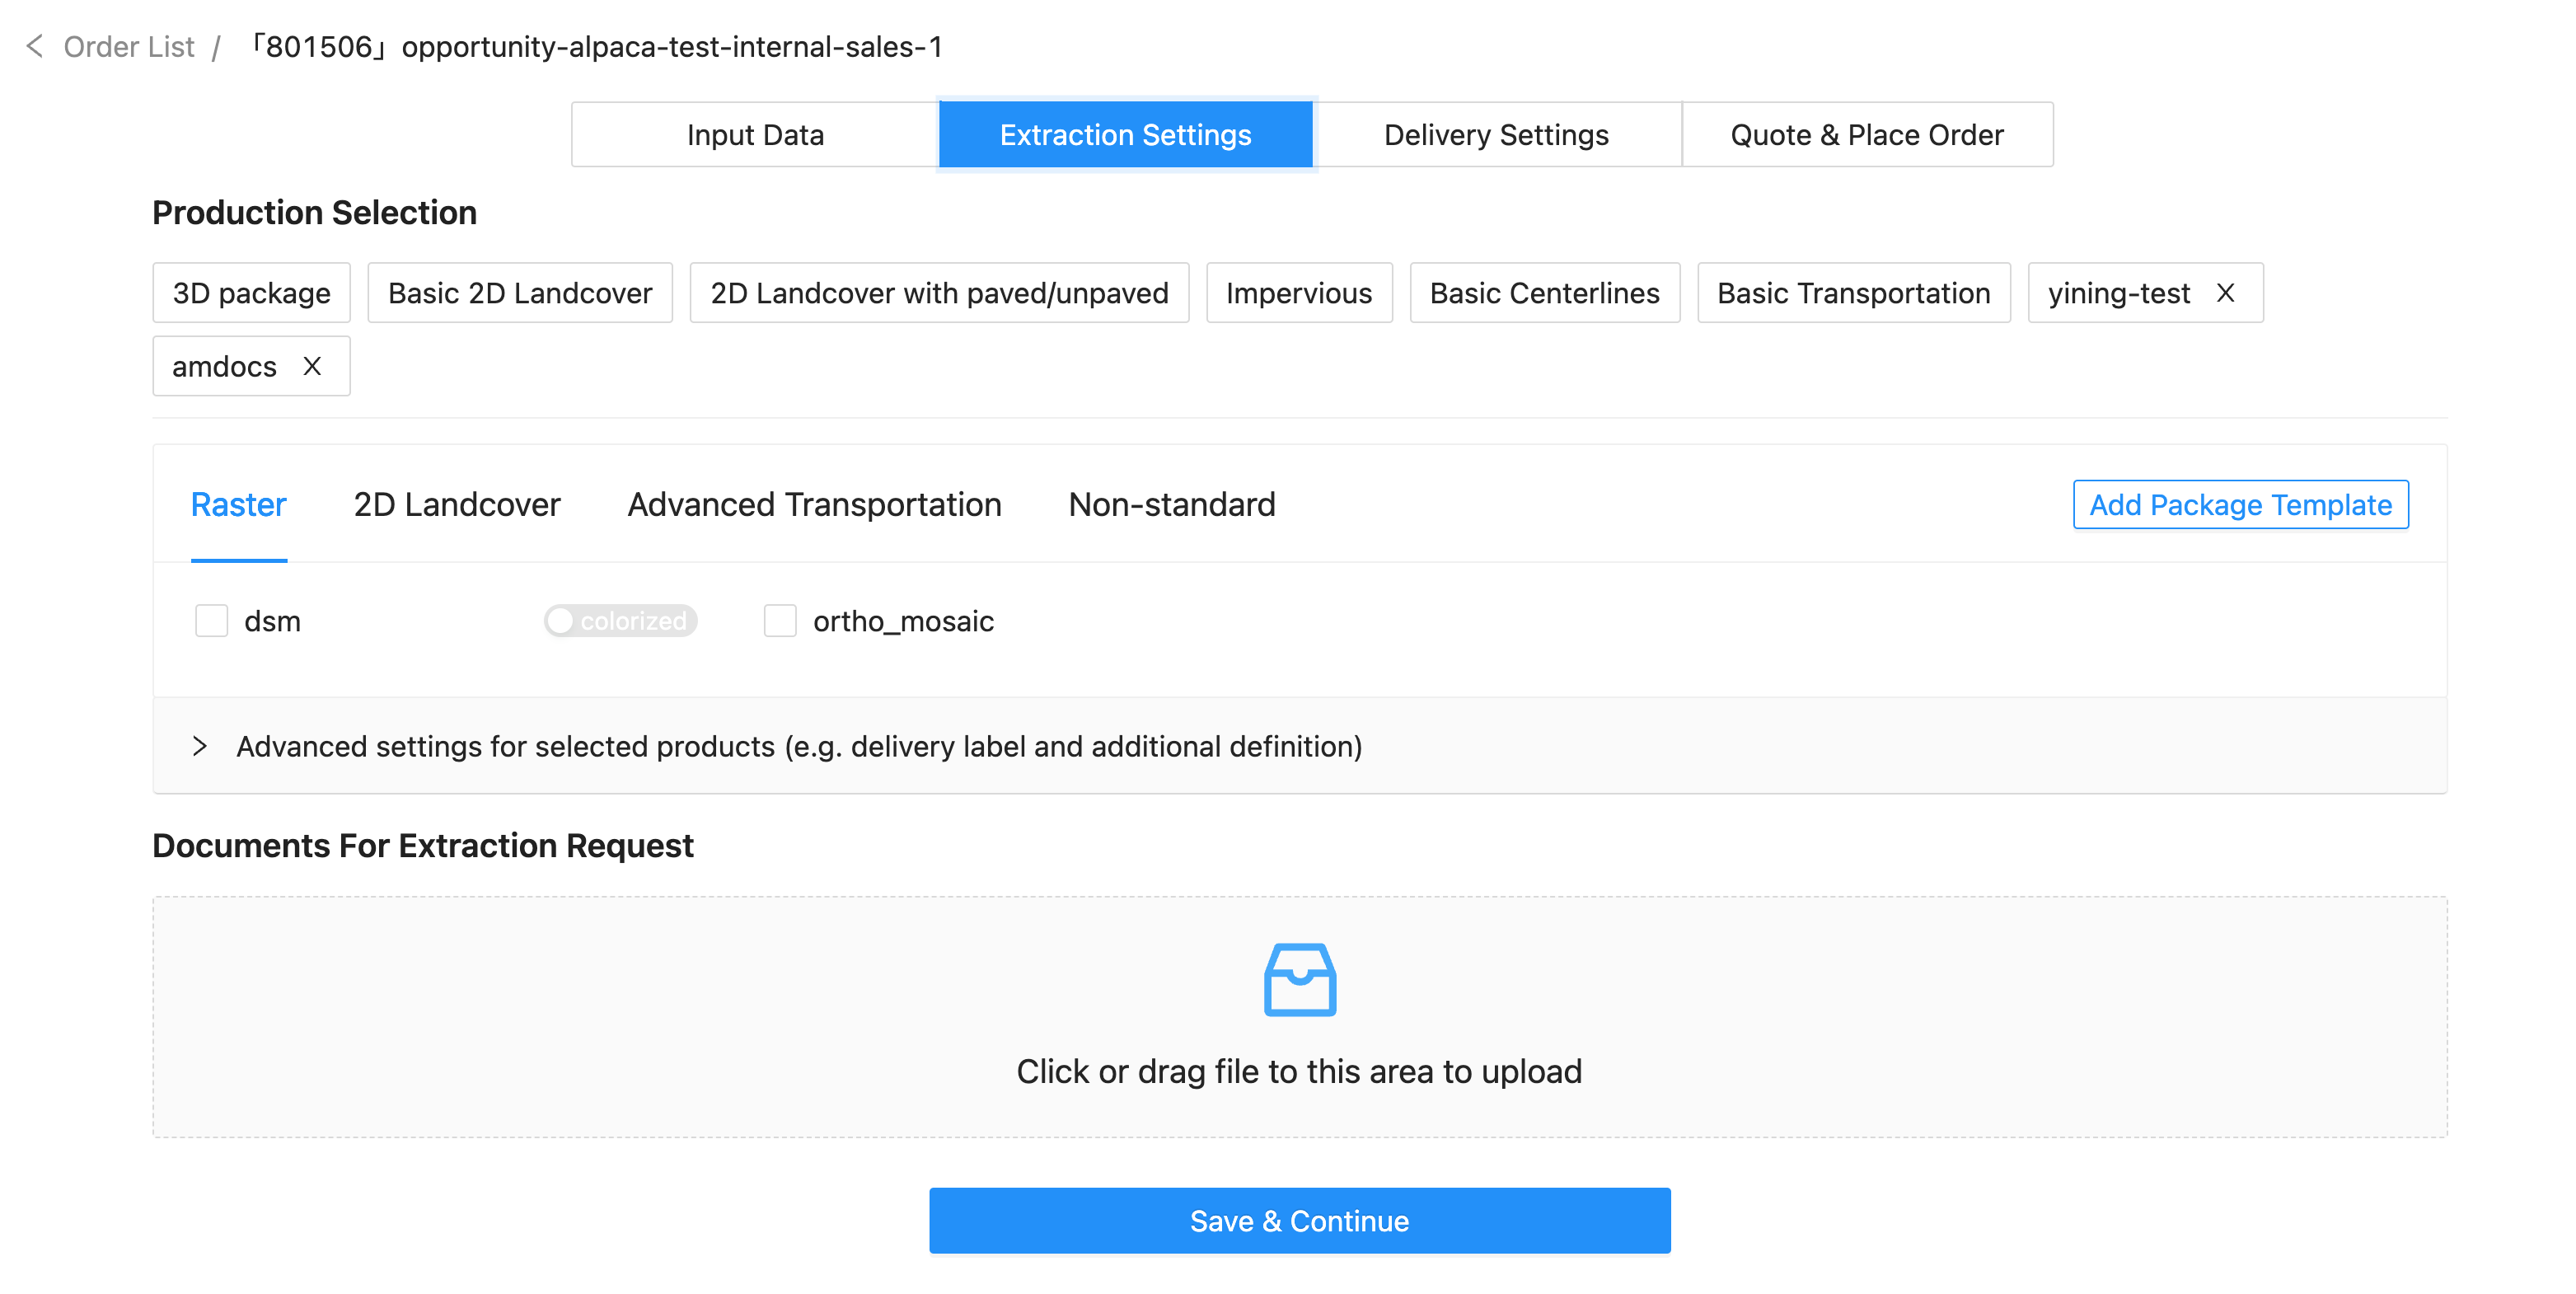 Order List / 「801506」opportunity-alpaca-test-internal-sales-1
Input Data Extraction Settings Delivery Settings Quote & Place Order
Production Selection
3D package Basic 2D Landcover 2D Landcover with paved/unpaved Impervious Basic Centerlines Basic Transportation yining-test X
amdocs X
Raster 2D Landcover Advanced Transportation Non-standard Add Package Template
dsm colorized ortho_mosaic
Advanced settings for selected products (e.g. delivery label and additional definition)
Documents For Extraction Request
Click or drag file to this area to upload
Save & Continue